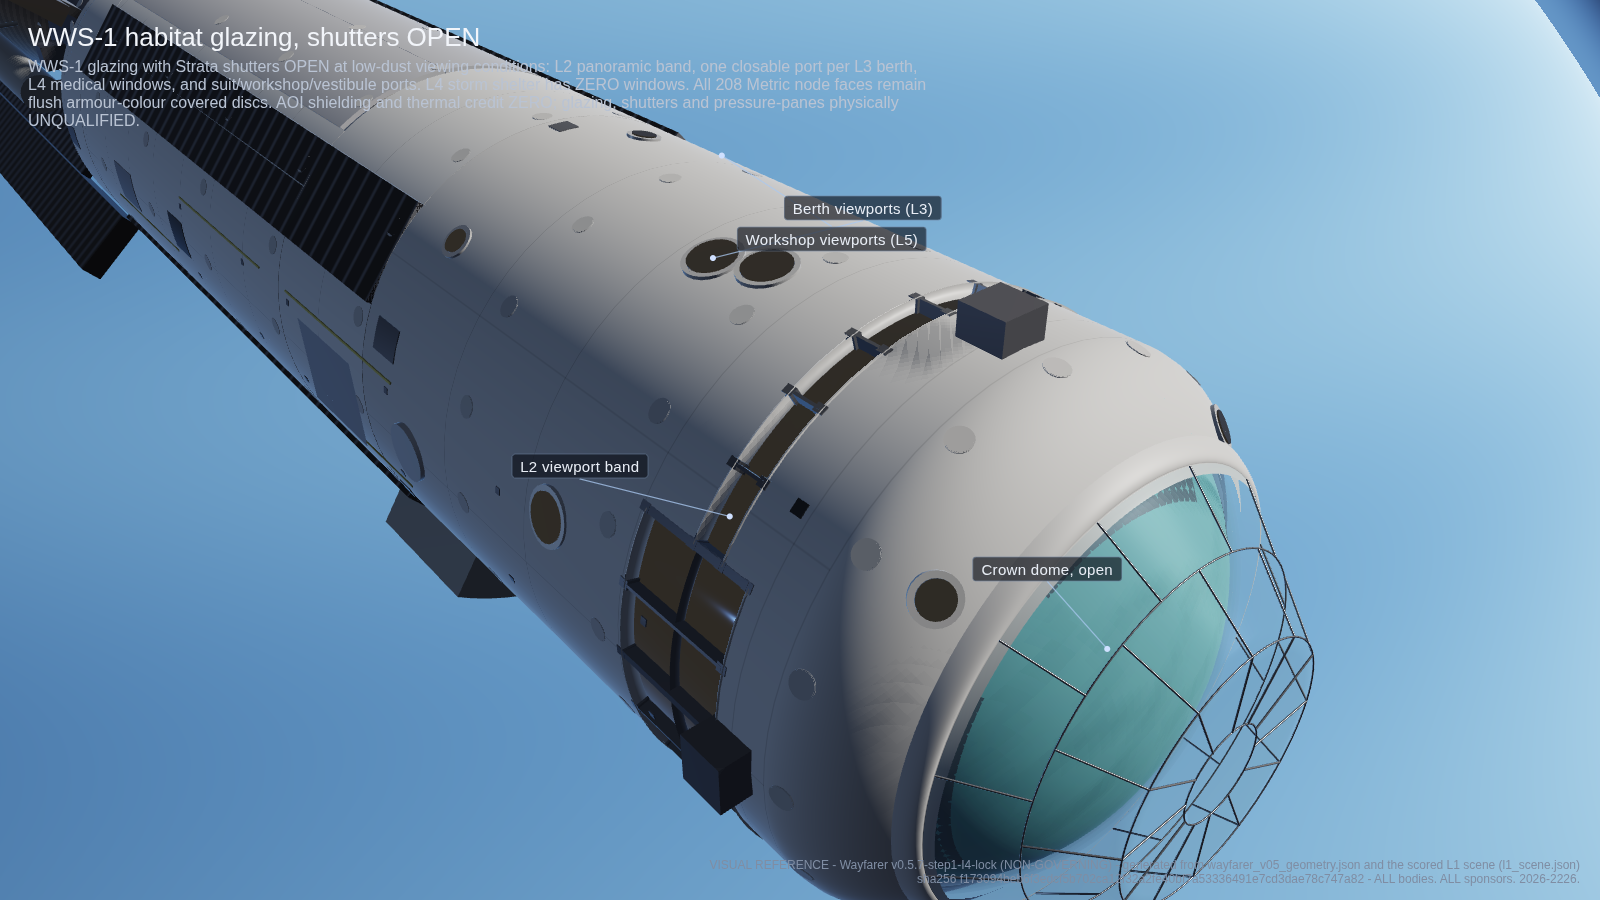 WWS-1 habitat glazing, shutters OPEN
WWS-1 glazing with Strata shutters OPEN at low-dust viewing conditions: L2 panoramic band, one closable port per L3 berth,
L4 medical windows, and suit/workshop/vestibule ports. L4 storm shelter has ZERO windows. All 208 Metric node faces remain
flush armour-colour covered discs. AOI shielding and thermal credit ZERO; glazing, shutters and pressure-panes physically
UNQUALIFIED.
Berth viewports (L3)
Workshop viewports (L5)
L2 viewport band
Crown dome, open
VISUAL REFERENCE - Wayfarer v0.5.7-step1-l4-lock from wayfarer_v05_geometry.json and the scored L1 scene (l1_scene.json)
sha256 - ALL bodies. ALL sponsors. 2026-2226.